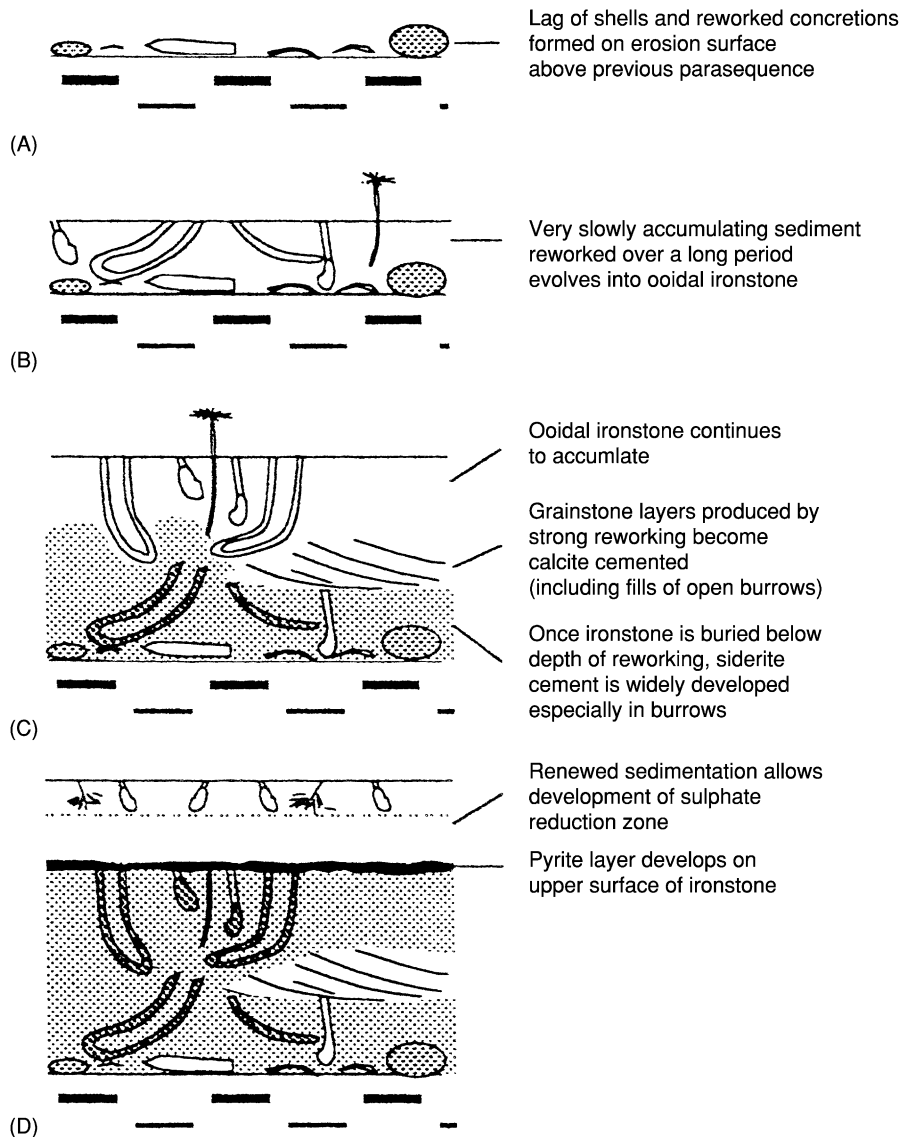 Lag of shells and reworked concretions
formed on erosion surface
above previous parasequence
(A)
Very slowly accumulating sediment
reworked over a long period
evolves into ooidal ironstone
(B)
Ooidal ironstone continues
to accumlate
Grainstone layers produced by
strong reworking become
calcite cemented
(including fills of open burrows)
Once ironstone is buried below
depth of reworking, siderite
cement is widely developed
especially in burrows
(C)
Renewed sedimentation allows
development of sulphate
reduction zone
Pyrite layer develops on
upper surface of ironstone
(D)